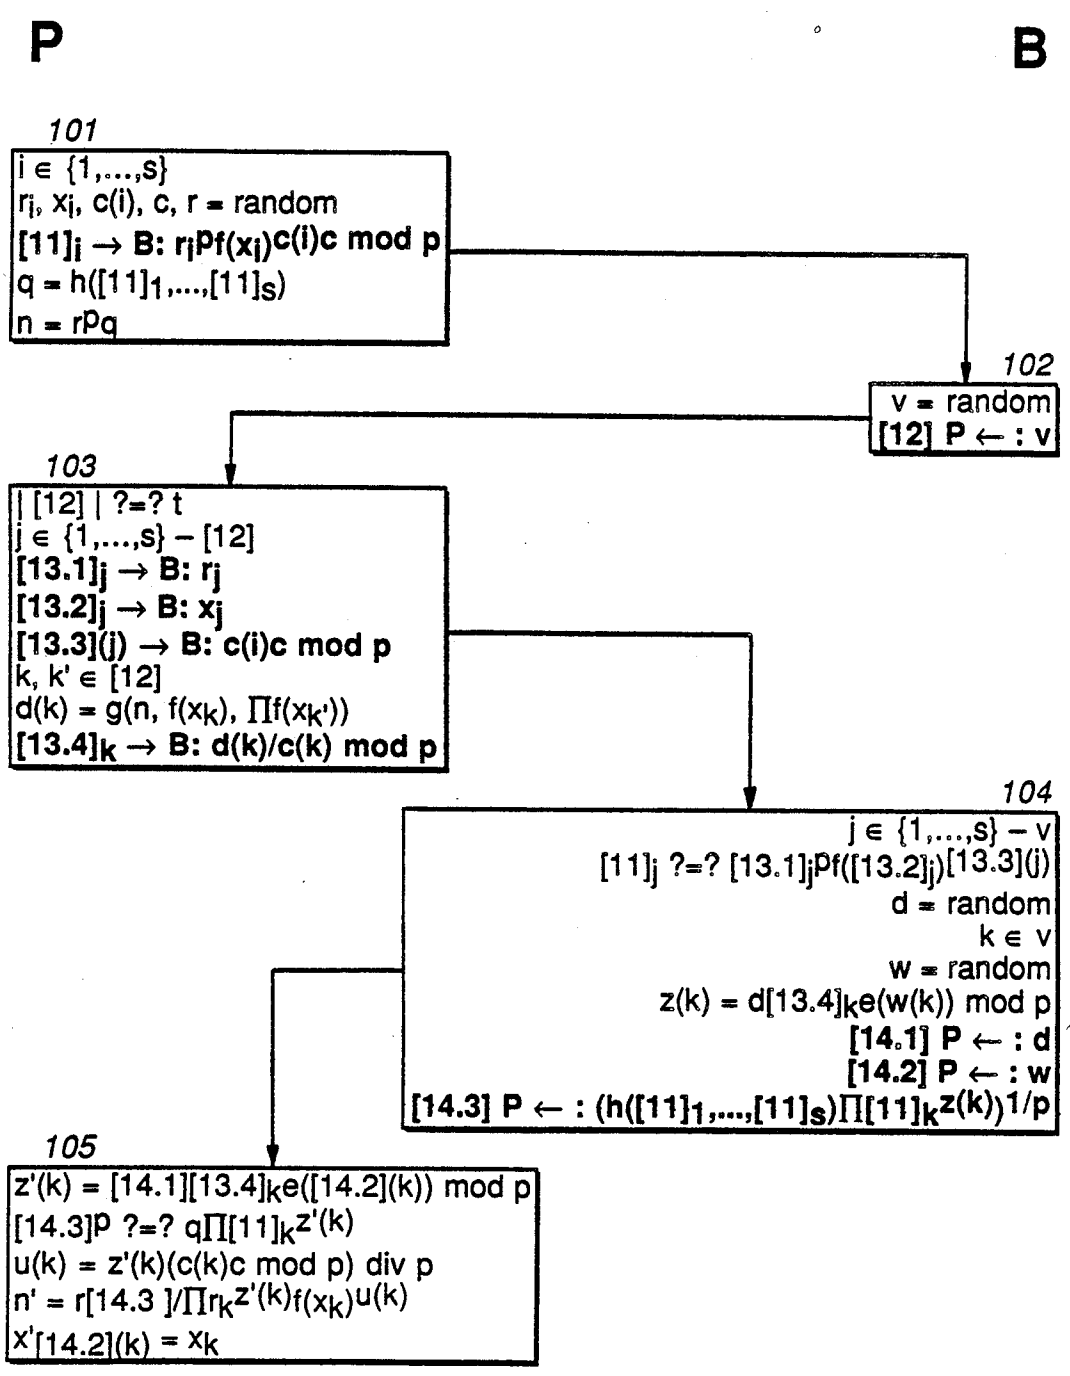 P
B
101
i ∈ {1,...,s}
rᵢ, xᵢ, c(i), c, r = random
[11]ᵢ → B: rᵢᵖf(xᵢ)^c(i)c mod p
q = h([11]₁,...,[11]ₛ)
n = rᵖq
102
v = random
[12] P ← : v
103
| [12] | ?=? t
j ∈ {1,...,s} – [12]
[13.1]ⱼ → B: rⱼ
[13.2]ⱼ → B: xⱼ
[13.3](j) → B: c(i)c mod p
k, k' ∈ [12]
d(k) = g(n, f(xₖ), ∏f(xₖ'))
[13.4]ₖ → B: d(k)/c(k) mod p
104
j ∈ {1,...,s} – v
[11]ⱼ ?=? [13.1]ⱼᵖf([13.2]ⱼ)^[13.3](j)
d = random
k ∈ v
w = random
z(k) = d[13.4]ₖe(w(k)) mod p
[14.1] P ← : d
[14.2] P ← : w
[14.3] P ← : (h([11]₁,...,[11]ₛ)∏[11]ₖ^z(k))^1/p
105
z'(k) = [14.1][13.4]ₖe([14.2](k)) mod p
[14.3]ᵖ ?=? q∏[11]ₖ^z'(k)
u(k) = z'(k)(c(k)c mod p) div p
n' = r[14.3 ]/∏rₖ^z'(k)f(xₖ)^u(k)
x'[14.2](k) = xₖ